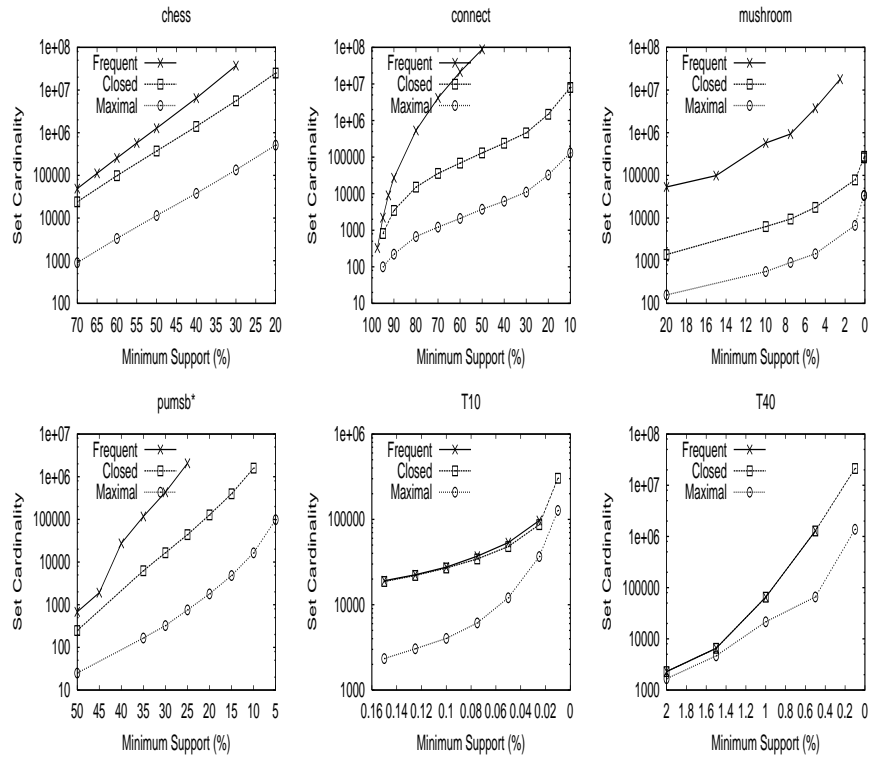 chess
1e+08
1e+07
1e+06
100000
10000
1000
100
Set Cardinality
Frequent
Closed
Maximal
70 65 60 55 50 45 40 35 30 25 20
Minimum Support (%)
connect
1e+08
1e+07
1e+06
100000
10000
1000
100
10
Set Cardinality
Frequent
Closed
Maximal
100 90 80 70 60 50 40 30 20 10
Minimum Support (%)
mushroom
1e+08
1e+07
1e+06
100000
10000
1000
100
Set Cardinality
Frequent
Closed
Maximal
20 18 16 14 12 10 8 6 4 2 0
Minimum Support (%)
pumsb*
1e+07
1e+06
100000
10000
1000
100
10
Set Cardinality
Frequent
Closed
Maximal
50 45 40 35 30 25 20 15 10 5
Minimum Support (%)
T10
1e+06
100000
10000
1000
Set Cardinality
Frequent
Closed
Maximal
0.16 0.14 0.12 0.1 0.08 0.06 0.04 0.02 0
Minimum Support (%)
T40
1e+08
1e+07
1e+06
100000
10000
1000
Set Cardinality
Frequent
Closed
Maximal
2 1.8 1.6 1.4 1.2 1 0.8 0.6 0.4 0.2 0
Minimum Support (%)